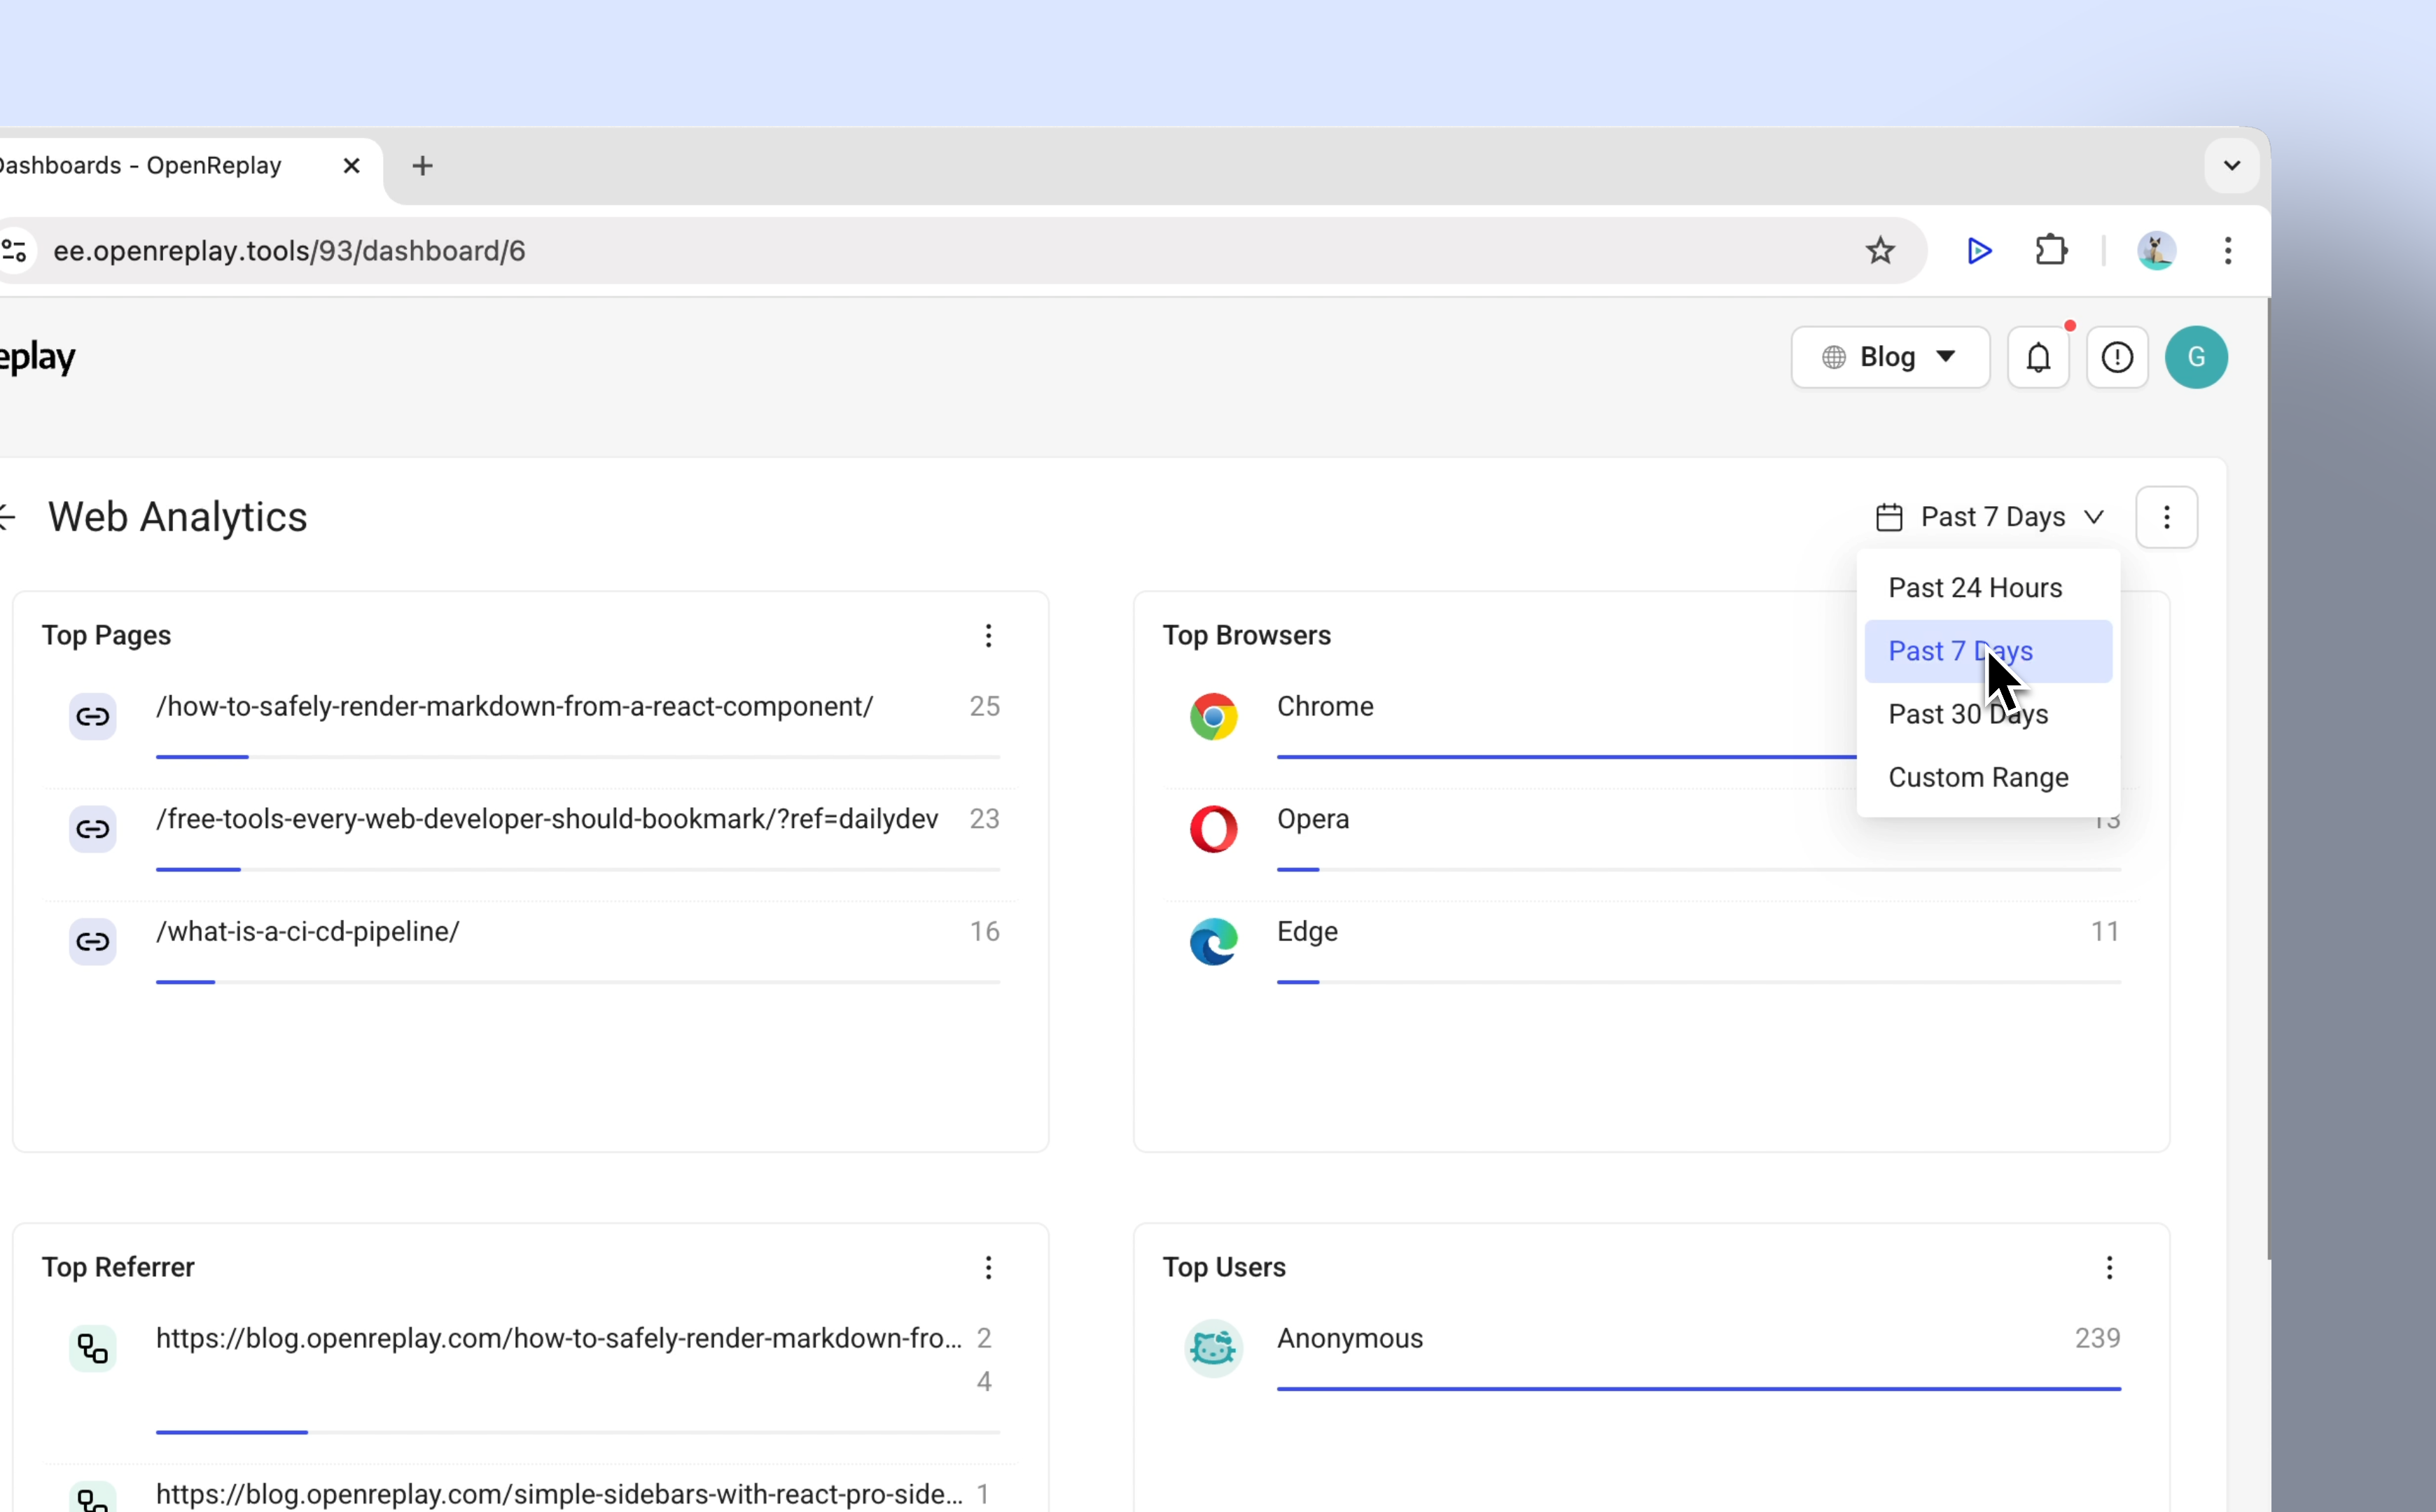 Dashboards - OpenReplay
ee.openreplay.tools/93/dashboard/6
eplay
Blog
G
Web Analytics
Past 7 Days
Past 24 Hours
Past 7 Days
Past 30 Days
Custom Range
Top Pages
/how-to-safely-render-markdown-from-a-react-component/ 25
/free-tools-every-web-developer-should-bookmark/?ref=dailydev 23
/what-is-a-ci-cd-pipeline/ 16
Top Browsers
Chrome
Opera 13
Edge 11
Top Referrer
https://blog.openreplay.com/how-to-safely-render-markdown-fro... 2
4
https://blog.openreplay.com/simple-sidebars-with-react-pro-side... 1
Top Users
Anonymous 239